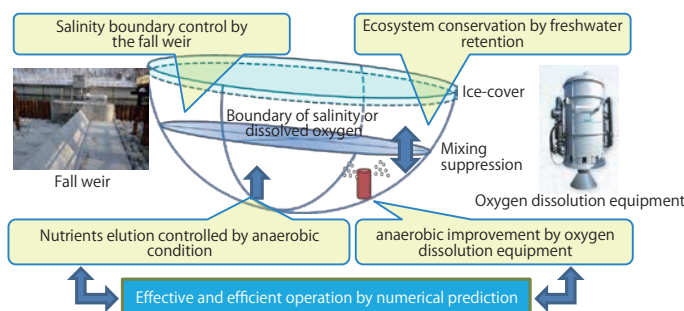 Salinity boundary control by
the fall weir
Ecosystem conservation by freshwater
retention
Ice-cover
Boundary of salinity or
dissolved oxygen
Mixing
suppression
Fall weir
Oxygen dissolution equipment
Nutrients elution controlled by anaerobic
condition
anaerobic improvement by oxygen
dissolution equipment
Effective and efficient operation by numerical prediction